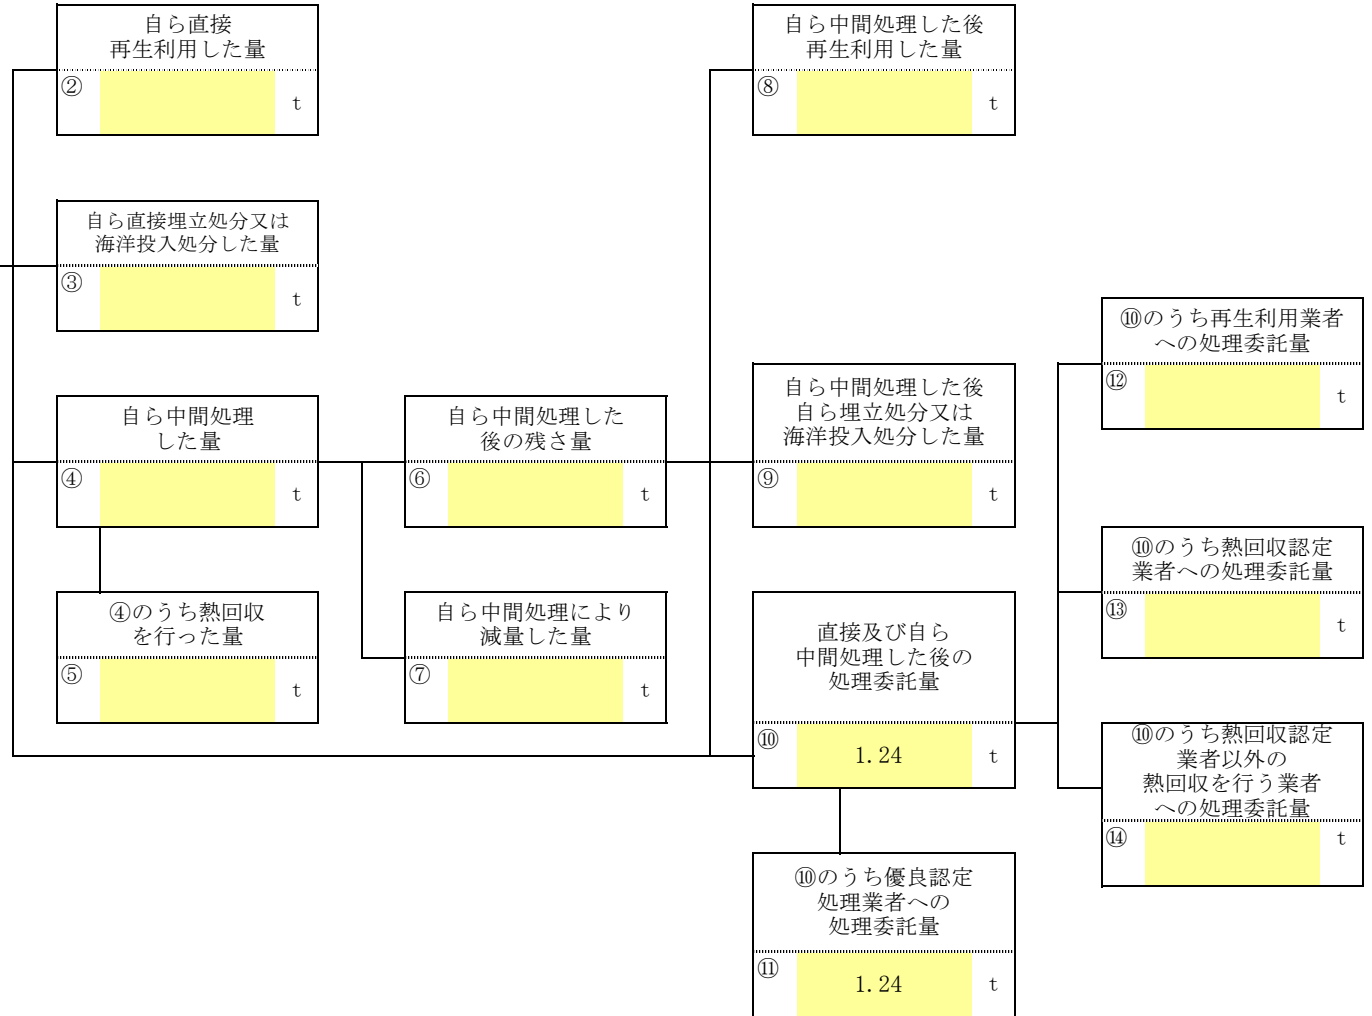 自ら直接
再生利用した量
②
t
自ら中間処理した後
再生利用した量
⑧
t
自ら直接埋立処分又は
海洋投入処分した量
③
t
⑩のうち再生利用業者
への処理委託量
⑫
t
自ら中間処理
した量
④
t
自ら中間処理した
後の残さ量
⑥
t
自ら中間処理した後
自ら埋立処分又は
海洋投入処分した量
⑨
t
⑩のうち熱回収認定
業者への処理委託量
⑬
t
④のうち熱回収
を行った量
⑤
t
自ら中間処理により
減量した量
⑦
t
直接及び自ら
中間処理した後の
処理委託量
⑩ 1.24 t
⑩のうち熱回収認定
業者以外の
熱回収を行う業者
への処理委託量
⑭
t
⑩のうち優良認定
処理業者への
処理委託量
⑪ 1.24 t